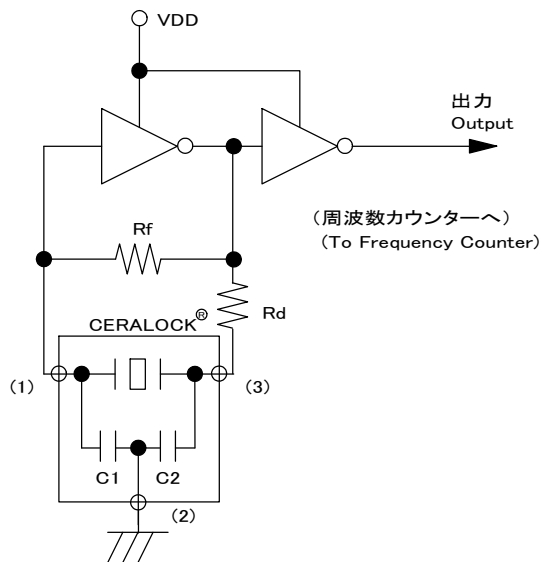 VDD
出力
Output
(周波数カウンターへ)
(To Frequency Counter)
Rf
Rd
CERALOCK®
(1)
(3)
C1
C2
(2)